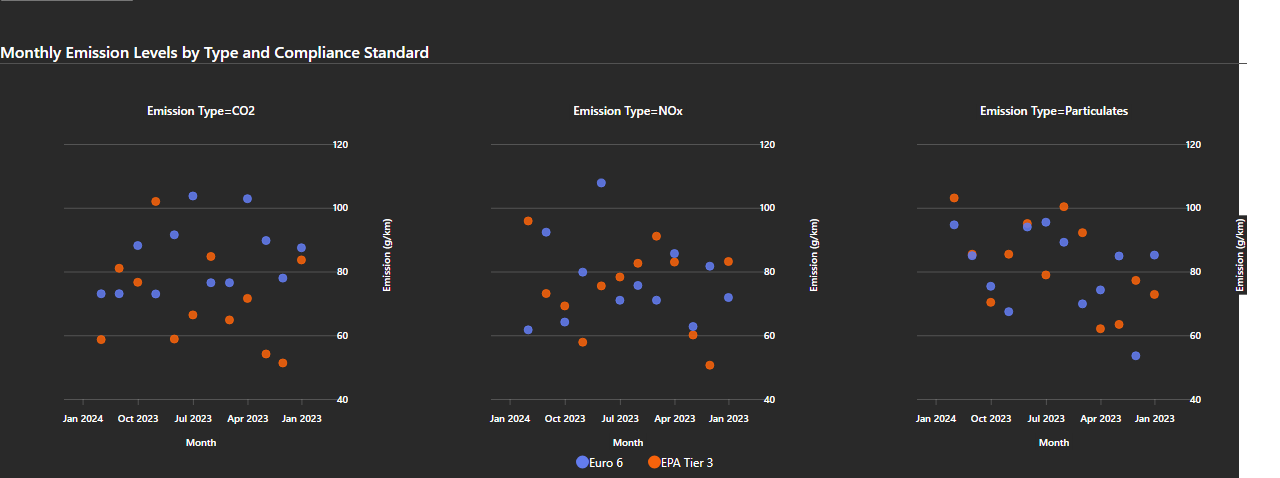 Monthly Emission Levels by Type and Compliance Standard
Emission Type=CO2
Emission Type=NOx
Emission Type=Particulates
120
100
80
60
40
Emission (g/km)
120
100
80
60
40
Emission (g/km)
120
100
80
60
40
Emission (g/km)
Jan 2024 Oct 2023 Jul 2023 Apr 2023 Jan 2023
Jan 2024 Oct 2023 Jul 2023 Apr 2023 Jan 2023
Jan 2024 Oct 2023 Jul 2023 Apr 2023 Jan 2023
Month
Month
Month
Euro 6 EPA Tier 3